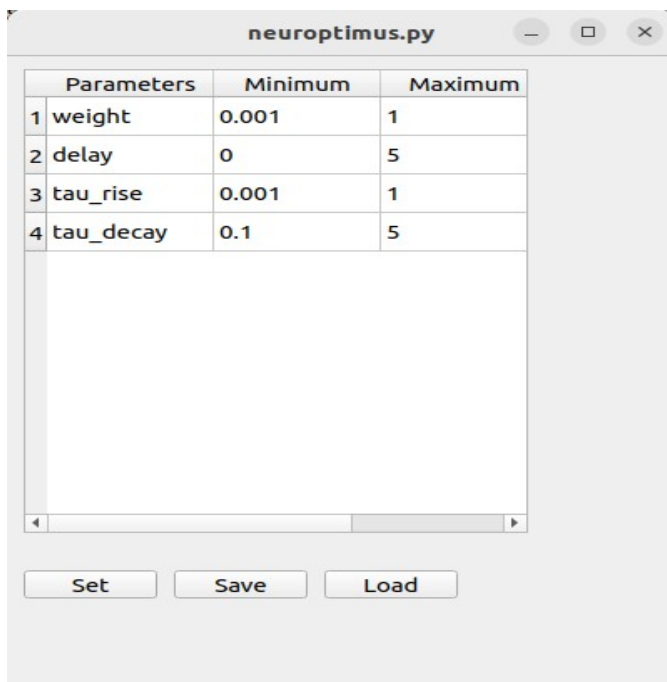 neuroptimus.py
Parameters Minimum Maximum
1 weight 0.001 1
2 delay 0 5
3 tau_rise 0.001 1
4 tau_decay 0.1 5
Set Save Load